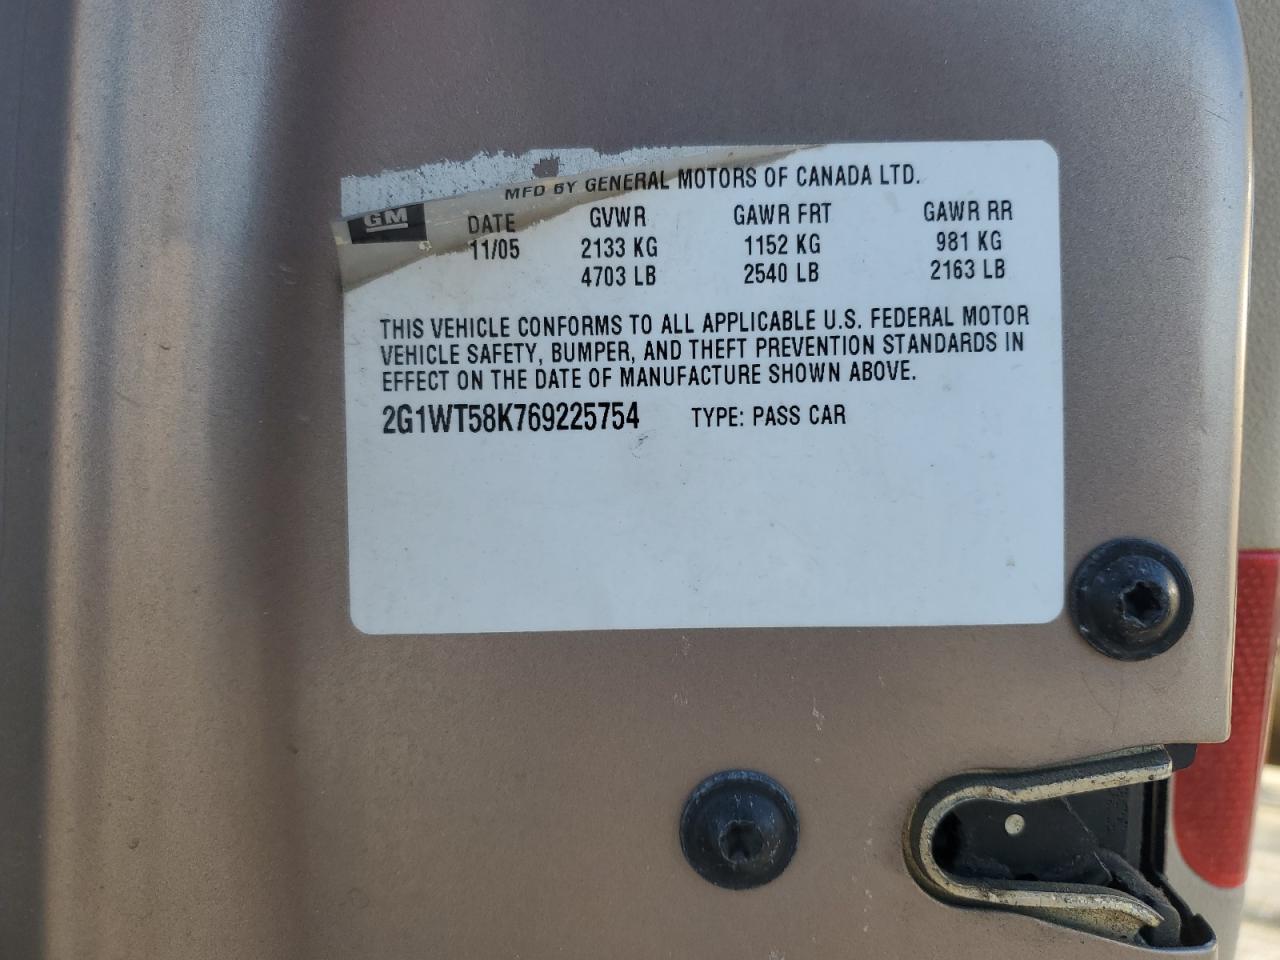 MFD BY GENERAL MOTORS OF CANADA LTD.
GM
DATE GVWR GAWR FRT GAWR RR
11/05 2133 KG 1152 KG 981 KG
4703 LB 2540 LB 2163 LB
THIS VEHICLE CONFORMS TO ALL APPLICABLE U.S. FEDERAL MOTOR
VEHICLE SAFETY, BUMPER, AND THEFT PREVENTION STANDARDS IN
EFFECT ON THE DATE OF MANUFACTURE SHOWN ABOVE.
2G1WT58K769225754 TYPE: PASS CAR